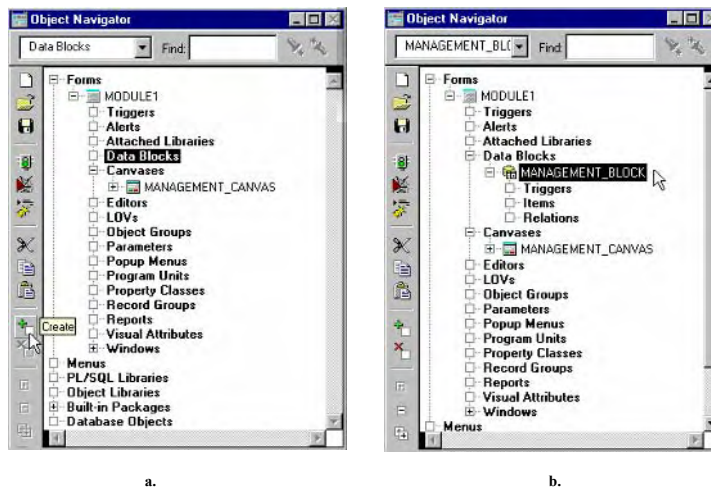 Object Navigator
Data Blocks
Find:
Forms
MODULE1
Triggers
Alerts
Attached Libraries
Data Blocks
Canvases
MANAGEMENT_CANVAS
Editors
LOVs
Object Groups
Parameters
Popup Menus
Program Units
Property Classes
Record Groups
Reports
Visual Attributes
Windows
Menus
PL/SQL Libraries
Object Libraries
Built-in Packages
Database Objects
Create
a.
Object Navigator
MANAGEMENT_BL(
Find:
Forms
MODULE1
Triggers
Alerts
Attached Libraries
Data Blocks
MANAGEMENT_BLOCK
Triggers
Items
Relations
Canvases
MANAGEMENT_CANVAS
Editors
LOVs
Object Groups
Parameters
Popup Menus
Program Units
Property Classes
Record Groups
Reports
Visual Attributes
Windows
Menus
b.